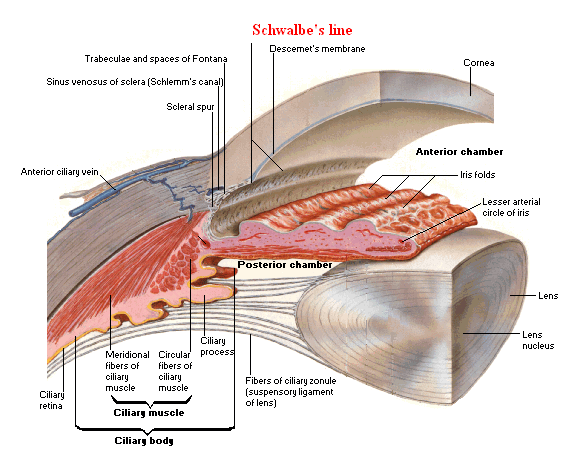 Schwalbe's line
Descemet's membrane
Trabeculae and spaces of Fontana
Cornea
Sinus venosus of sclera (Schlemm's canal)
Scleral spur
Anterior chamber
Anterior ciliary vein
Iris folds
Lesser arterial
circle of iris
Posterior chamber
Lens
Lens
nucleus
Ciliary
process
Meridional
fibers of
ciliary
muscle
Circular
fibers of
ciliary
muscle
Fibers of ciliary zonule
(suspensory ligament
of lens)
Ciliary
retina
Ciliary muscle
Ciliary body